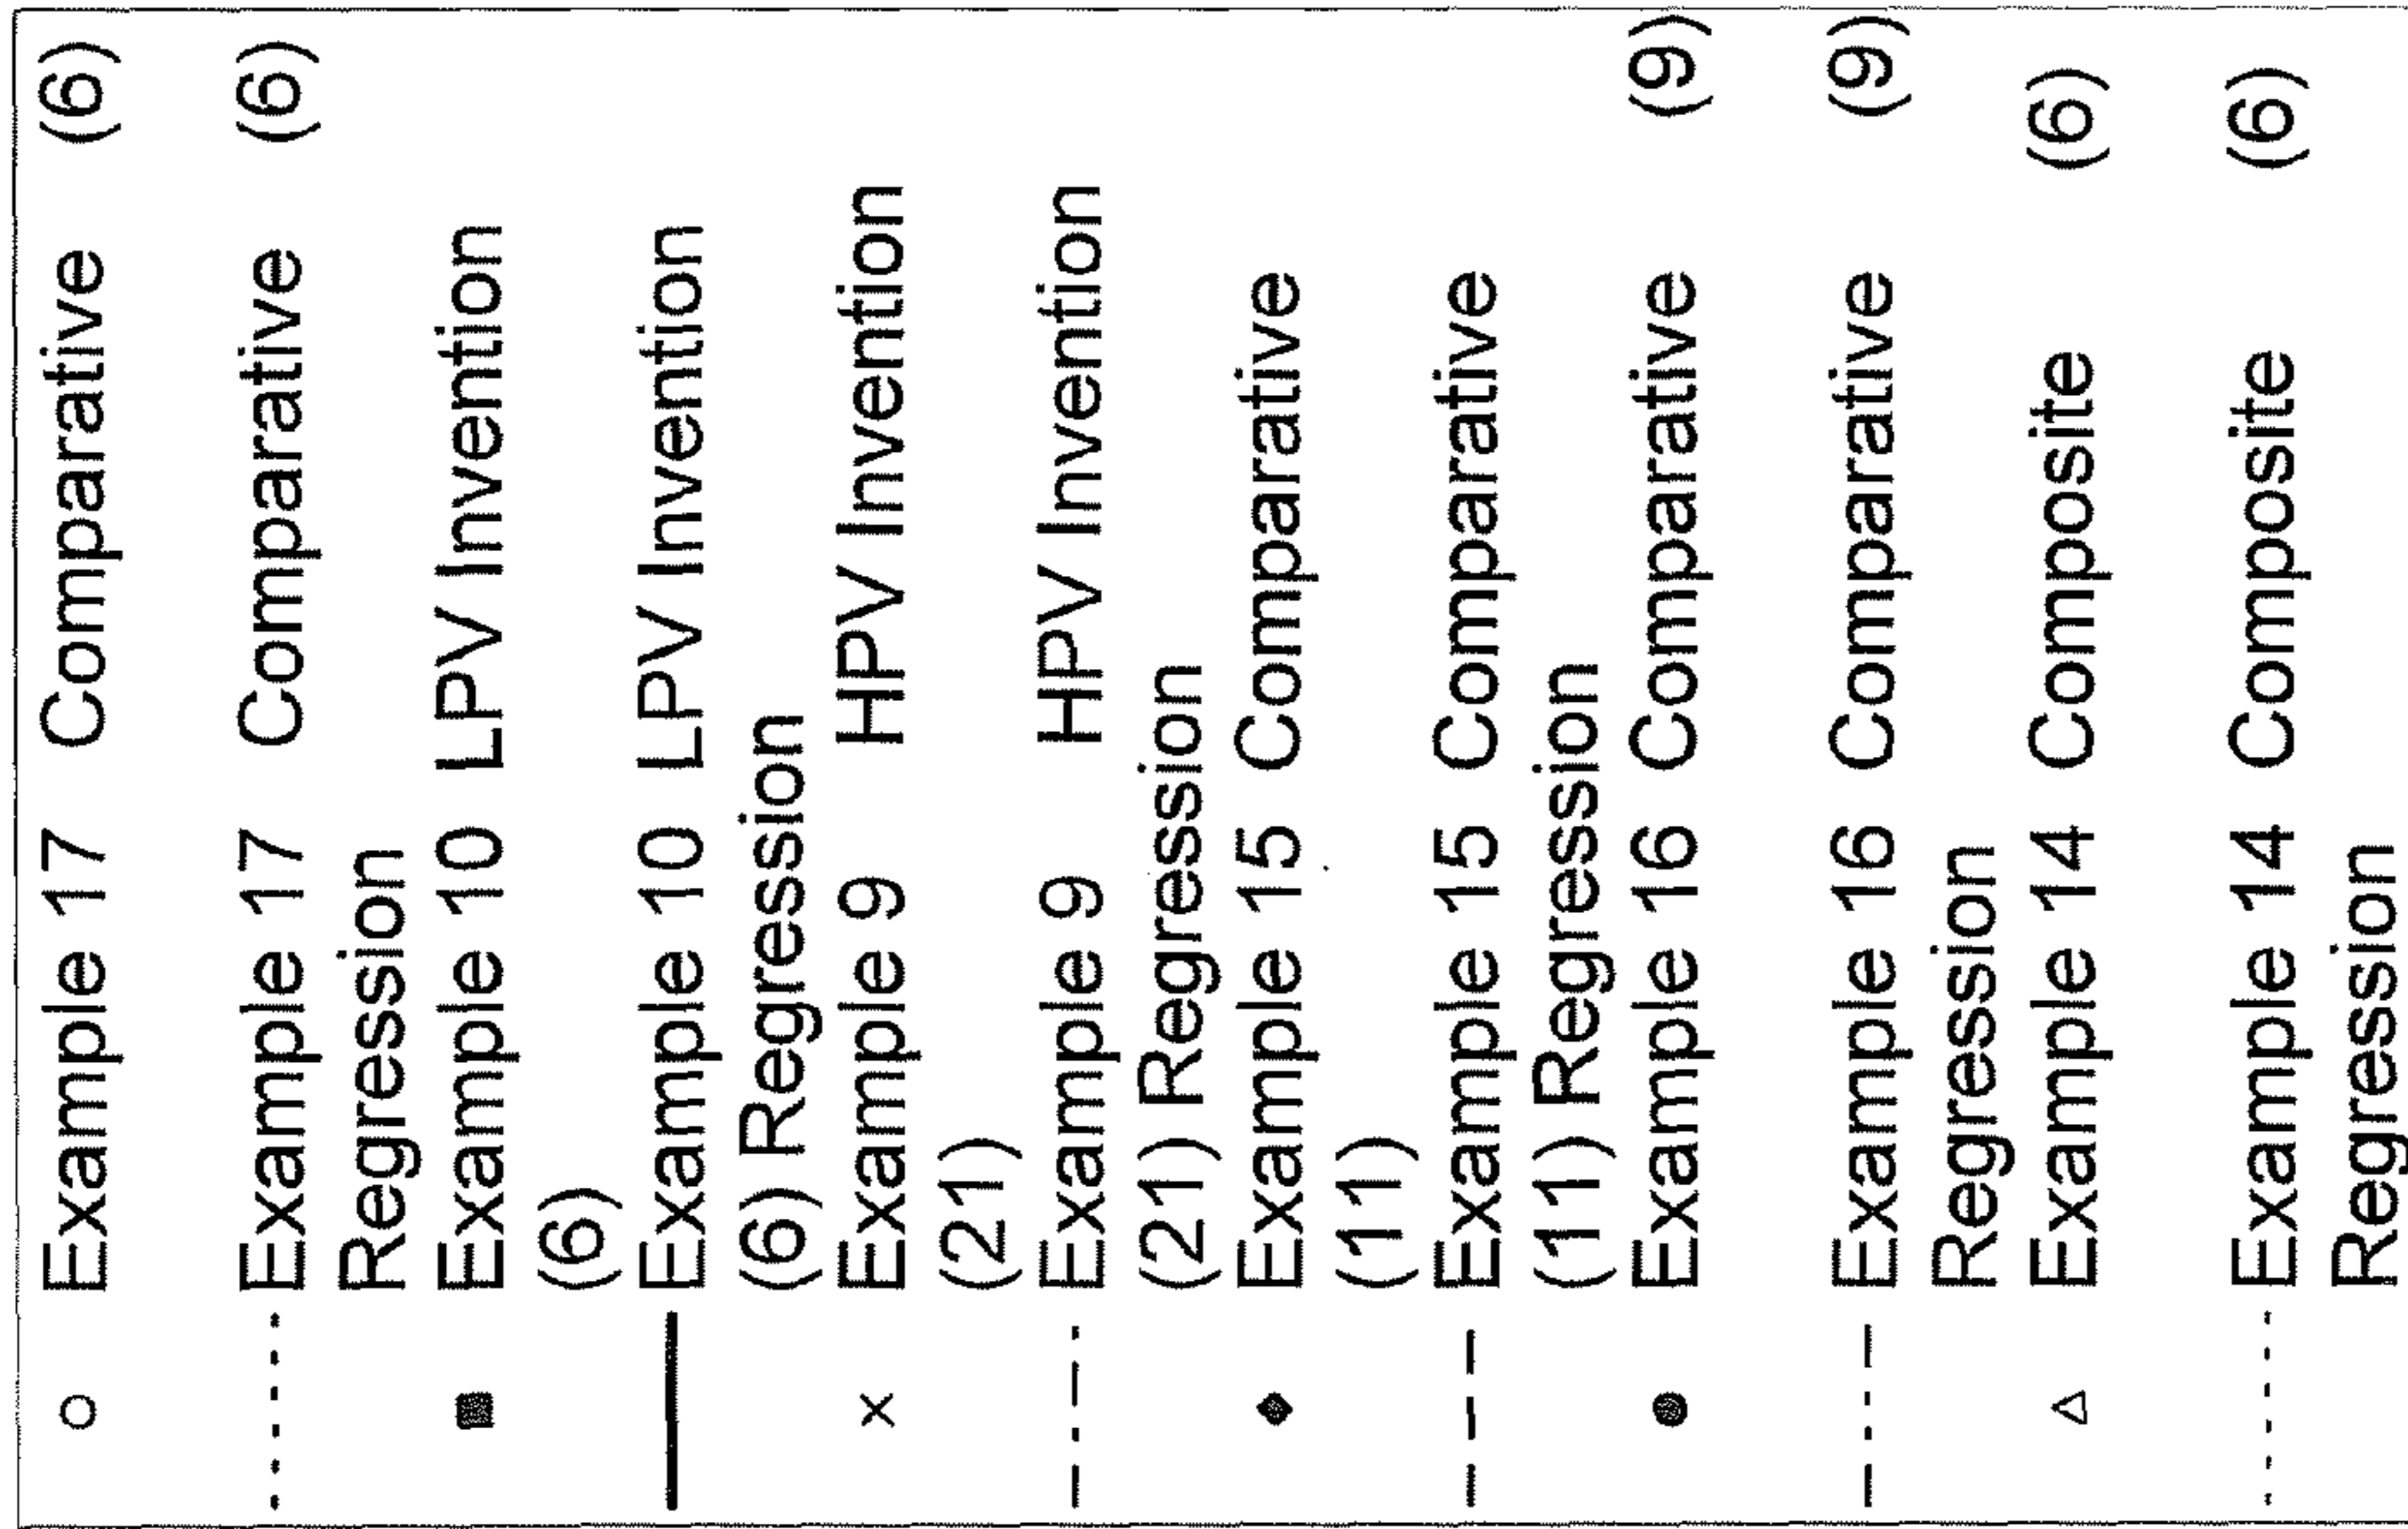 Example 17 Comparative (6)
Example 17 Comparative (6)
Regression
Example 10 LPV Invention
(6)
Example 10 LPV Invention
(6) Regression
Example 9 HPV Invention
(21)
Example 9 HPV Invention
(21) Regression
Example 15 Comparative
(11)
Example 15 Comparative
(11) Regression
Example 16 Comparative (9)
Example 16 Comparative (9)
Regression
Example 14 Composite (6)
Example 14 Composite (6)
Regression